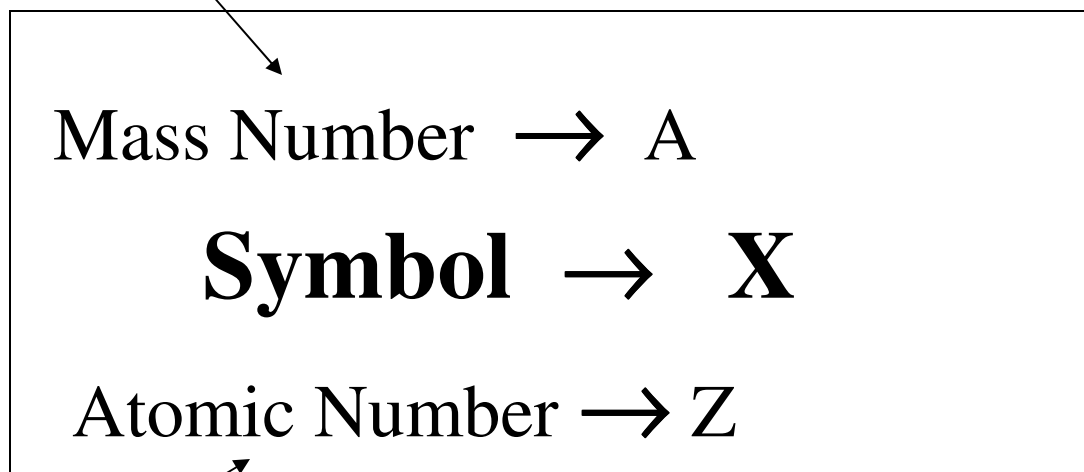 Mass Number → A
Symbol → X
Atomic Number → Z